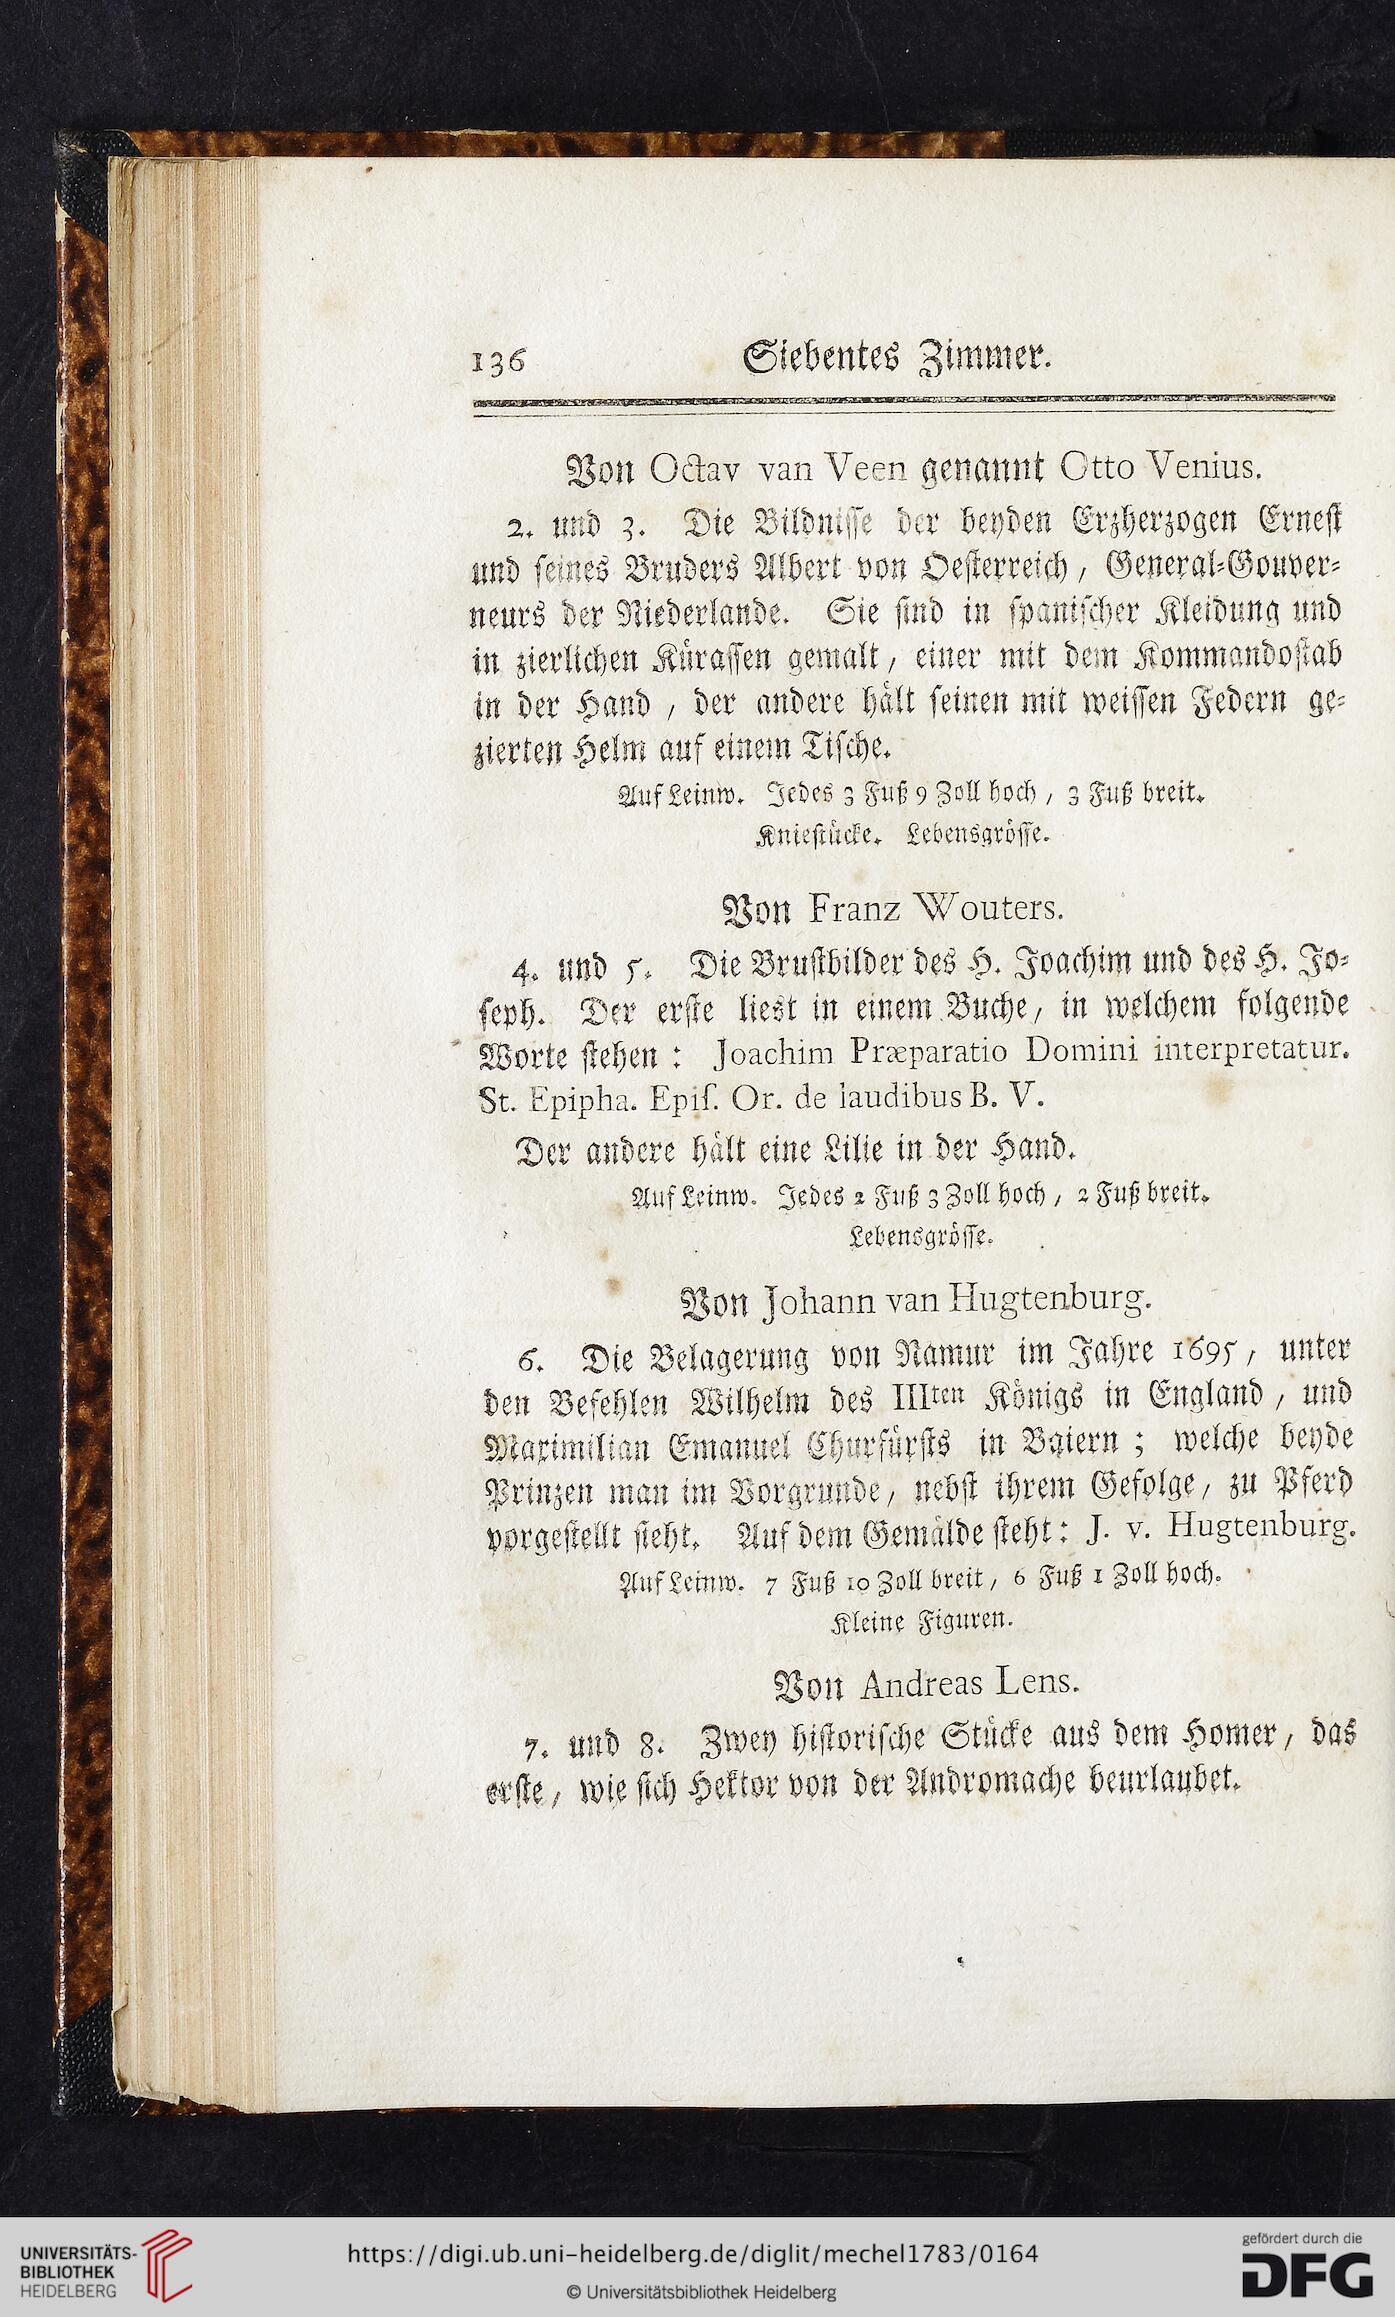 136 Siebentes Zimmer.
Von Octav van Veen genannt Otto Venius.
2. und 3. Die Bildnisse der beyden Erzherzogen Ernest
und seines Bruders Albert von Oesterreich, General-Gouver-
neurs der Niederlande. Sie sind in spanischer Kleidung und
in zierlichen Kürassen gemalt, einer mit dem Kommandostab
in der Hand, der andere hält seinen mit weissen Federn ge-
zierten Helm auf einem Tische.
Auf Leinw. Jedes 3 Fuß 9 Zoll hoch, 3 Fuß breit.
Kniestücke. Lebensgrösse.
Von Franz Wouters.
4. und 5. Die Brustbilder des H. Joachim und des H. Jo-
seph. Der erste liest in einem Buche, in welchem folgende
Worte stehen: Joachim Præparatio Domini interpretatur.
St. Epipha. Epiſ. Or. de laudibus B. V.
Der andere hält eine Lilie in der Hand.
Auf Leinw. Jedes 2 Fuß 3 Zoll hoch, 2 Fuß breit.
Lebensgrösse.
Von Johann van Hugtenburg.
6. Die Belagerung von Namur im Jahre 1695, unter
den Befehlen Wilhelm des IIIten Königs in England, und
Maximilian Emanuel Churfürsts in Baiern; welche beyde
Prinzen man im Vorgrunde, nebst ihrem Gefolge, zu Pferd
vorgestellt sieht. Auf dem Gemälde steht: J. v. Hugtenburg.
Auf Leinw. 7 Fuß 10 Zoll breit, 6 Fuß 1 Zoll hoch.
Kleine Figuren.
Von Andreas Lens.
7. und 8. Zwey historische Stücke aus dem Homer, das
erste, wie sich Hektor von der Andromache beurlaubet.
UNIVERSITÄTS-
BIBLIOTHEK
HEIDELBERG
https://digi.ub.uni-heidelberg.de/diglit/mechel1783/0164
© Universitätsbibliothek Heidelberg
gefördert durch die
DFG